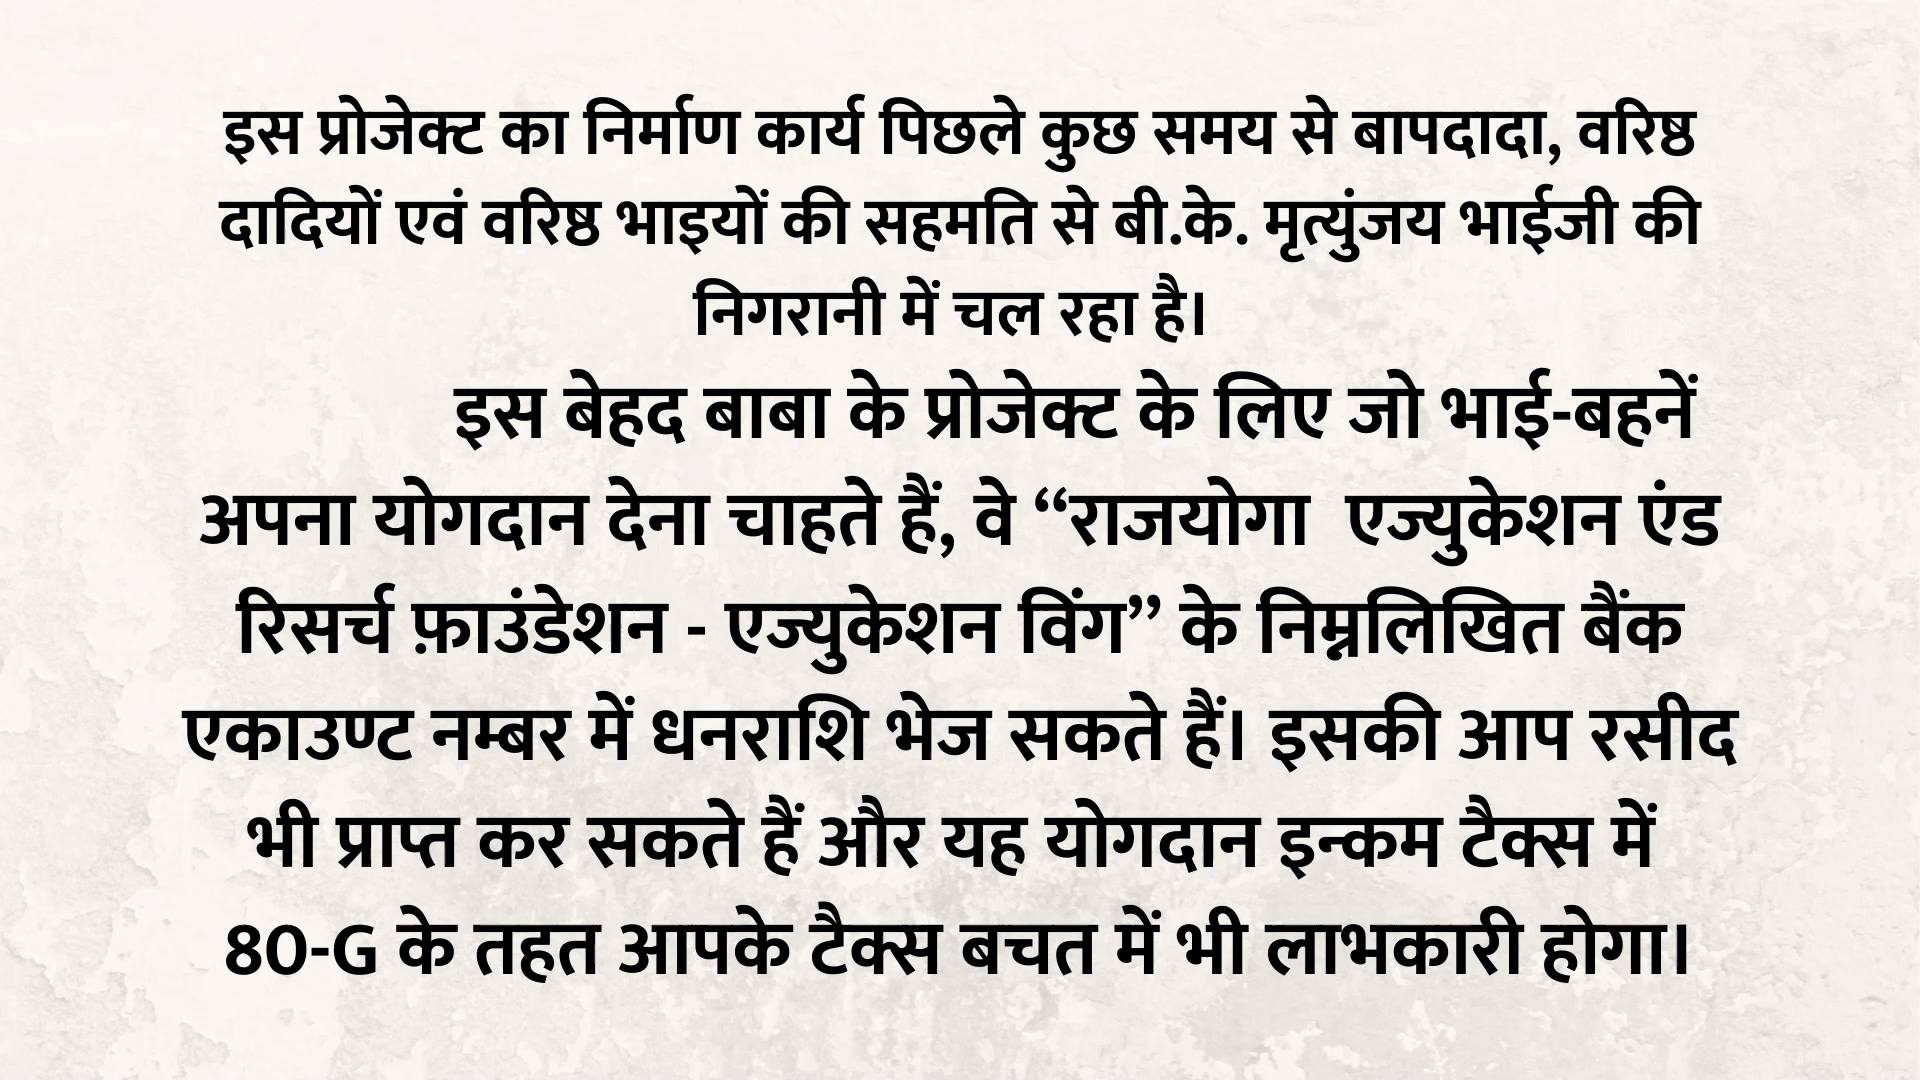 इस प्रोजेक्ट का निर्माण कार्य पिछले कुछ समय से बापदादा, वरिष्ठ
दादियों एवं वरिष्ठ भाइयों की सहमति से बी.के. मृत्युंजय भाईजी की
निगरानी में चल रहा है।
इस बेहद बाबा के प्रोजेक्ट के लिए जो भाई-बहनें
अपना योगदान देना चाहते हैं, वे “राजयोगा एज्युकेशन एंड
रिसर्च फ़ाउंडेशन - एज्युकेशन विंग” के निम्नलिखित बैंक
एकाउण्ट नम्बर में धनराशि भेज सकते हैं। इसकी आप रसीद
भी प्राप्त कर सकते हैं और यह योगदान इन्कम टैक्स में
80-G के तहत आपके टैक्स बचत में भी लाभकारी होगा।